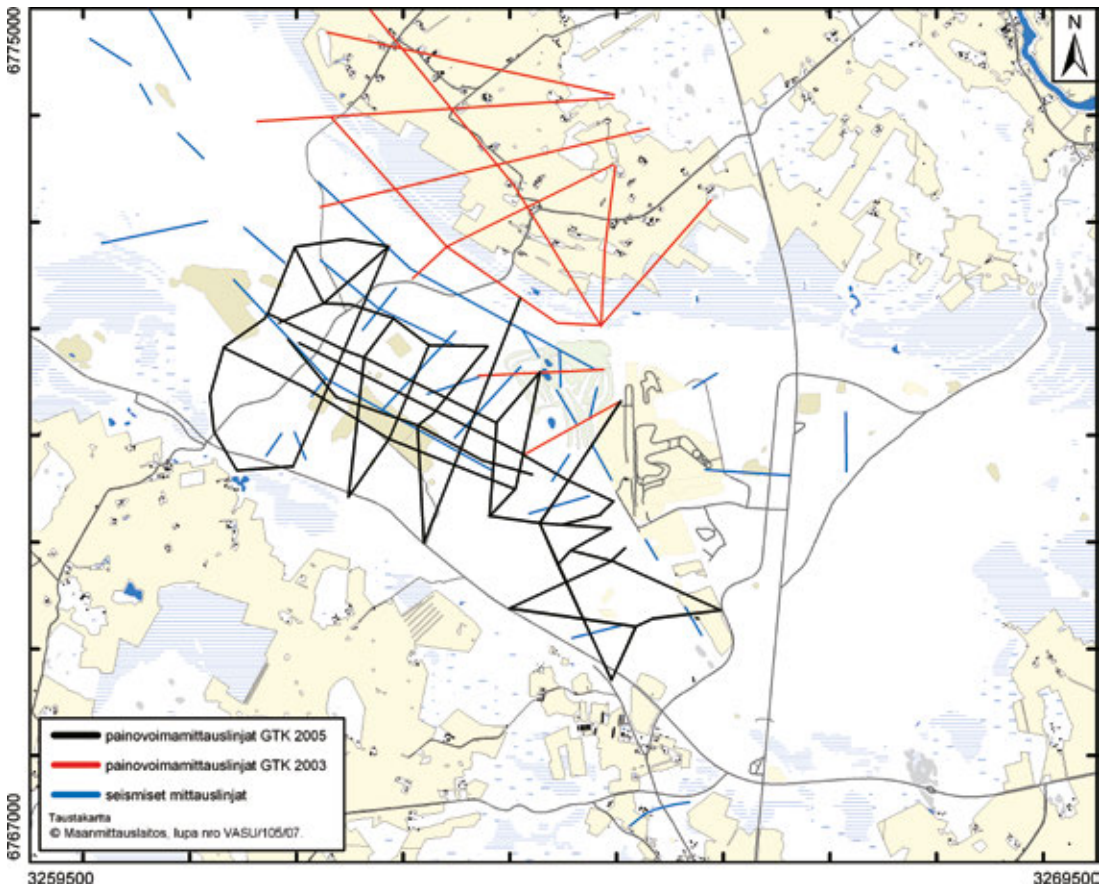 6775000
N
painovoimamittauslinjat GTK 2005
painovoimamittauslinjat GTK 2003
seismiset mittauslinjat
Taustakartta
© Maanmittauslaitos, lupa nro VASU/105/07.
6767000
3259500
3269500